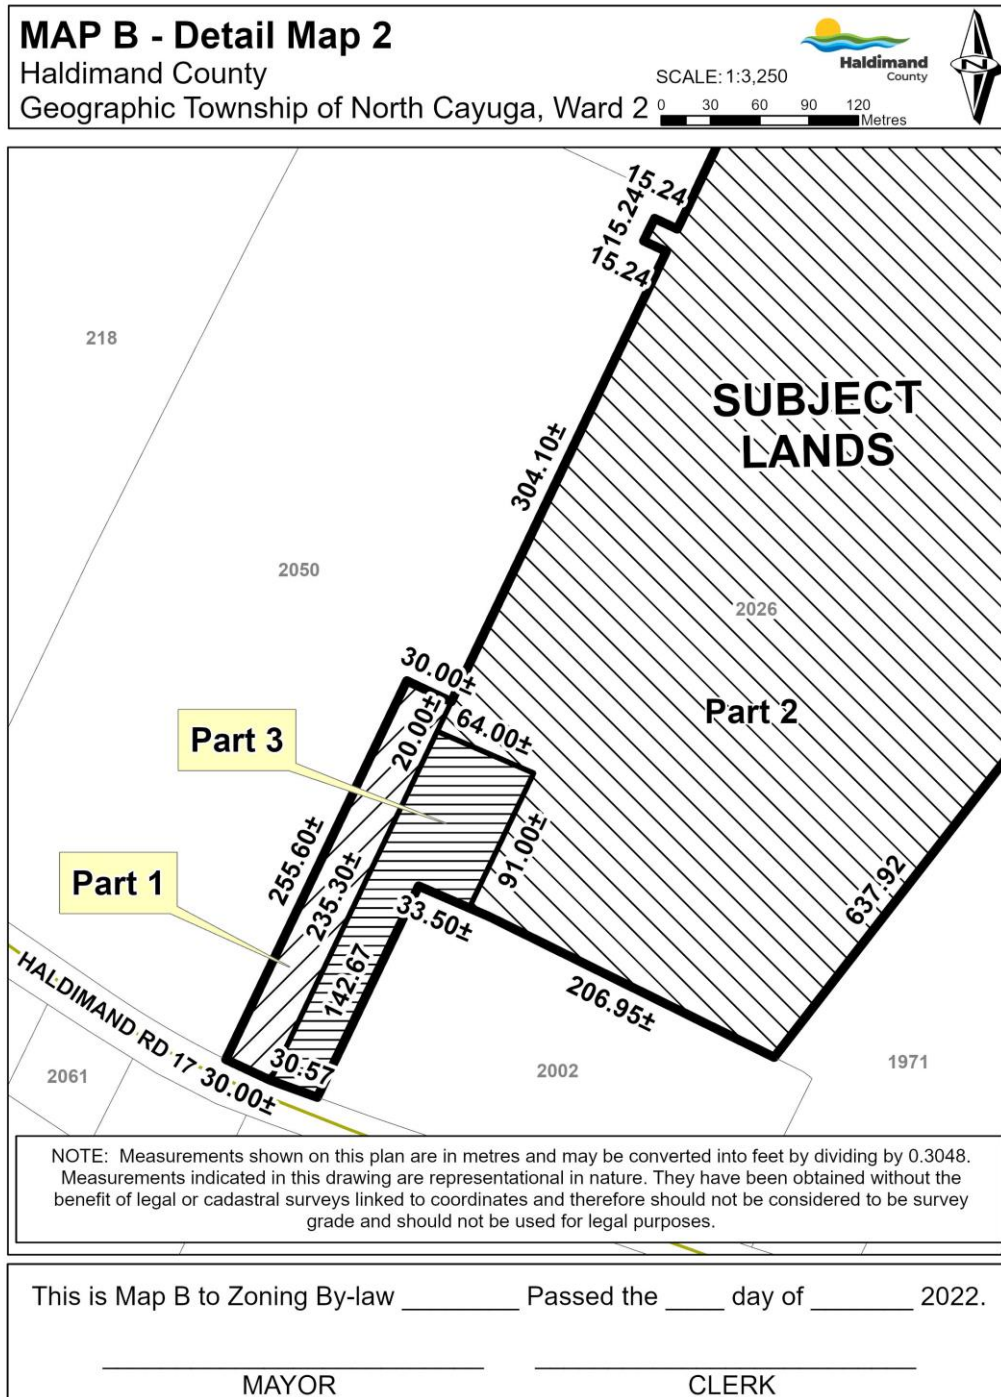 MAP B - Detail Map 2
Haldimand County
Geographic Township of North Cayuga, Ward 2
SCALE: 1:3,250
0 30 60 90 120
Metres
Haldimand
County
N
15.24
15.24
15.24
218
SUBJECT
LANDS
304.10±
2050
2026
30.00±
20.00±
64.00±
Part 2
Part 3
255.60±
235.30±
91.00±
Part 1
33.50±
637.92
142.67
206.95±
HALDIMAND RD 17
30.57
30.00±
2061
2002
1971
NOTE: Measurements shown on this plan are in metres and may be converted into feet by dividing by 0.3048.
Measurements indicated in this drawing are representational in nature. They have been obtained without the
benefit of legal or cadastral surveys linked to coordinates and therefore should not be considered to be survey
grade and should not be used for legal purposes.
This is Map B to Zoning By-law ________ Passed the ____ day of _______ 2022.
MAYOR
CLERK